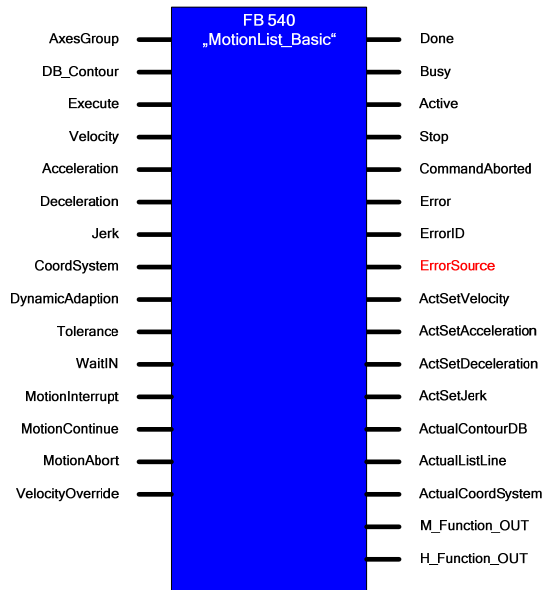 FB 540
„MotionList_Basic“
AxesGroup
DB_Contour
Execute
Velocity
Acceleration
Deceleration
Jerk
CoordSystem
DynamicAdaption
Tolerance
WaitIN
MotionInterrupt
MotionContinue
MotionAbort
VelocityOverride
Done
Busy
Active
Stop
CommandAborted
Error
ErrorID
ErrorSource
ActSetVelocity
ActSetAcceleration
ActSetDeceleration
ActSetJerk
ActualContourDB
ActualListLine
ActualCoordSystem
M_Function_OUT
H_Function_OUT